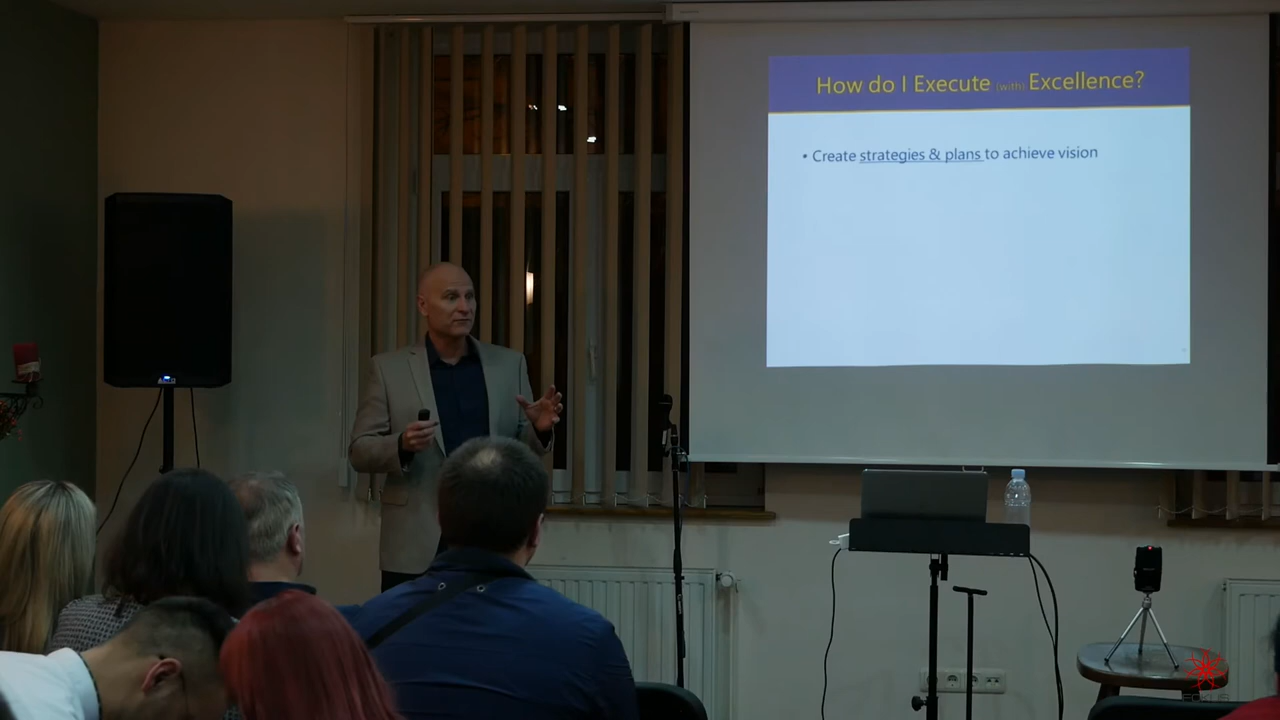 How do I Execute (with) Excellence?
• Create strategies & plans to achieve vision